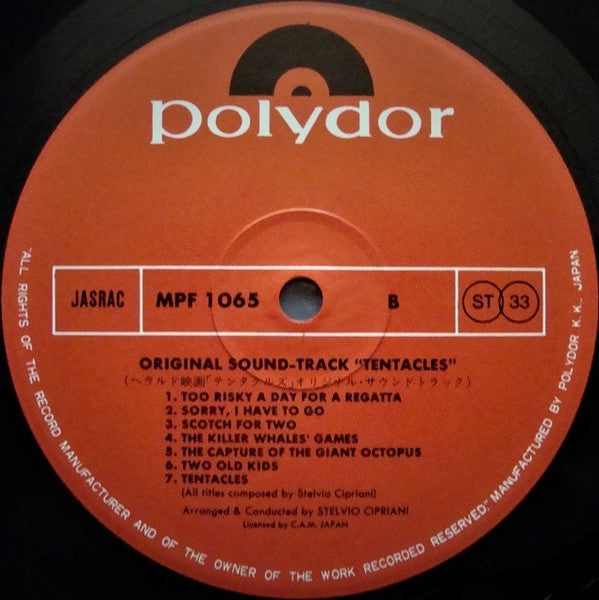 polydor
JASRAC MPF 1065 B ST 33
ORIGINAL SOUND-TRACK "TENTACLES"
(ヘラルド映画「テンタクルズ」オリジナル・サウンドトラック)
1. TOO RISKY A DAY FOR A REGATTA
2. SORRY, I HAVE TO GO
3. SCOTCH FOR TWO
4. THE KILLER WHALES' GAMES
5. THE CAPTURE OF THE GIANT OCTOPUS
6. TWO OLD KIDS
7. TENTACLES
(All titles composed by Stelvio Cipriani)
Arranged & Conducted by STELVIO CIPRIANI
Licensed by C.A.M. JAPAN
"ALL RIGHTS OF THE RECORD MANUFACTURER AND OF THE OWNER OF THE WORK RECORDED RESERVED." MANUFACTURED BY POLYDOR K.K., JAPAN